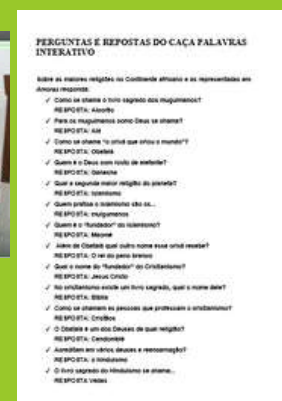 PERGUNTAS E REPOSTAS DO CAÇA PALAVRAS
INTERATIVO
Sobre as maiores religiões no Continente africano e as representadas em
Amoras responda:
✓ Como se chama o livro sagrado dos muçulmanos?
RESPOSTA: Alcorão
✓ Para os muçulmanos como Deus se chama?
RESPOSTA: Alá
✓ Como se chama "o orixá que criou o mundo"?
RESPOSTA: Obatalá
✓ Quem é o Deus com rosto de elefante?
RESPOSTA: Ganesha
✓ Qual a segunda maior religião do planeta?
RESPOSTA: Islamismo
✓ Quem pratica o islamismo são os...
RESPOSTA: muçulmanos
✓ Quem é o "fundador" do islamismo?
RESPOSTA: Maomé
✓ Além de Obatalá qual outro nome esse orixá recebe?
RESPOSTA: O rei do pano branco
✓ Qual o nome do "fundador" do Cristianismo?
RESPOSTA: Jesus Cristo
✓ No cristianismo existe um livro sagrado, qual o nome dele?
RESPOSTA: Bíblia
✓ Como se chamam as pessoas que professam o cristianismo?
RESPOSTA: Cristãos
✓ O Obatalá é um dos Deuses de qual religião?
RESPOSTA: Candomblé
✓ Acreditam em vários deuses e reencarnação?
RESPOSTA: o hinduísmo
✓ O livro sagrado do Hinduísmo se chama...
RESPOSTA: Vedas